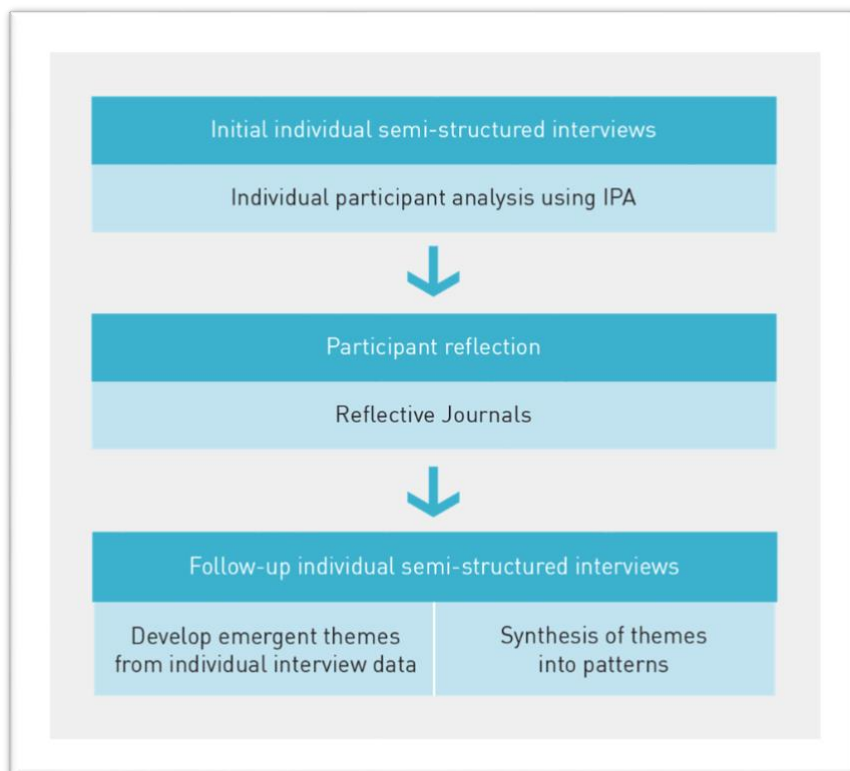 Initial individual semi-structured interviews
Individual participant analysis using IPA
Participant reflection
Reflective Journals
Follow-up individual semi-structured interviews
Develop emergent themes
from individual interview data
Synthesis of themes
into patterns